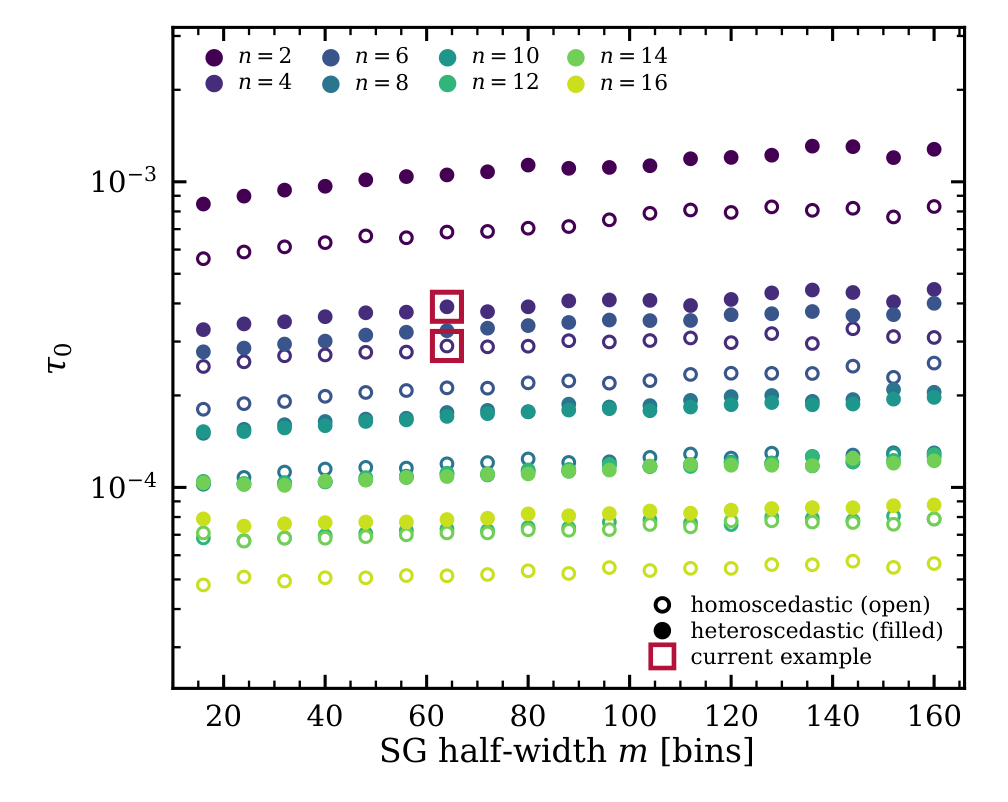 n = 2 n = 6 n = 10 n = 14
n = 4 n = 8 n = 12 n = 16
10⁻³
τ₀
10⁻⁴
homoscedastic (open)
heteroscedastic (filled)
current example
20 40 60 80 100 120 140 160
SG half-width m [bins]